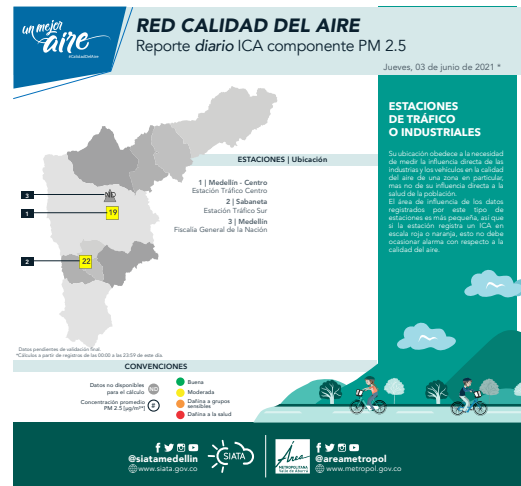 un mejor
aire
#CalidadDelAire
RED CALIDAD DEL AIRE
Reporte diario ICA componente PM 2.5
Jueves, 03 de junio de 2021 *
ESTACIONES
DE TRÁFICO
O INDUSTRIALES
Su ubicación obedece a la necesidad
de medir la influencia directa de las
industrias y los vehículos en la calidad
del aire de una zona en particular,
mas no de su influencia directa a la
salud de la población.
El área de influencia de los datos
registrados por este tipo de
estaciones es más pequeña, así que
si la estación registra un ICA en
escala roja o naranja, esto no debe
ocasionar alarma con respecto a la
calidad del aire.
ESTACIONES | Ubicación
1 | Medellín - Centro
Estación Tráfico Centro
2 | Sabaneta
Estación Tráfico Sur
3 | Medellín
Fiscalía General de la Nación
3
ND
1
19
2
22
Datos pendientes de validación final.
*Cálculos a partir de registros de las 00:00 a las 23:59 de este día.
CONVENCIONES
Datos no disponibles
para el cálculo
ND
Concentración promedio
PM 2.5 [µg/m³*]
#
Buena
Moderada
Dañina a grupos
sensibles
Dañina a la salud
@siatamedellin
www.siata.gov.co
SIATA
Área
METROPOLITANA
Valle de Aburrá
@areametropol
www.metropol.gov.co